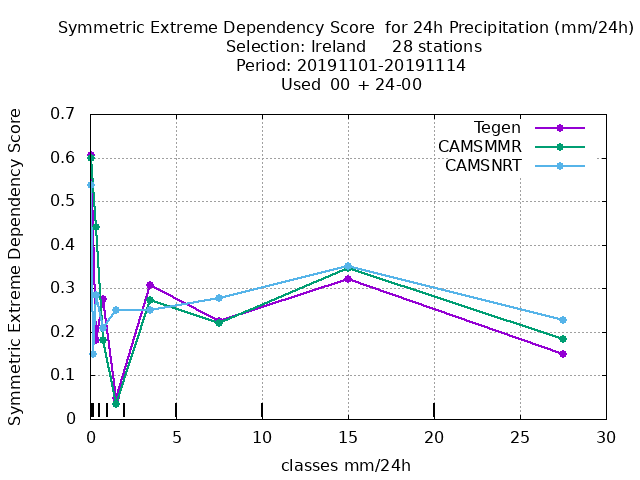 Symmetric Extreme Dependency Score for 24h Precipitation (mm/24h)
Selection: Ireland 28 stations
Period: 20191101-20191114
Used 00 + 24-00
Symmetric Extreme Dependency Score
0.7
0.6
0.5
0.4
0.3
0.2
0.1
0
Tegen
CAMSMMR
CAMSNRT
0 5 10 15 20 25 30
classes mm/24h